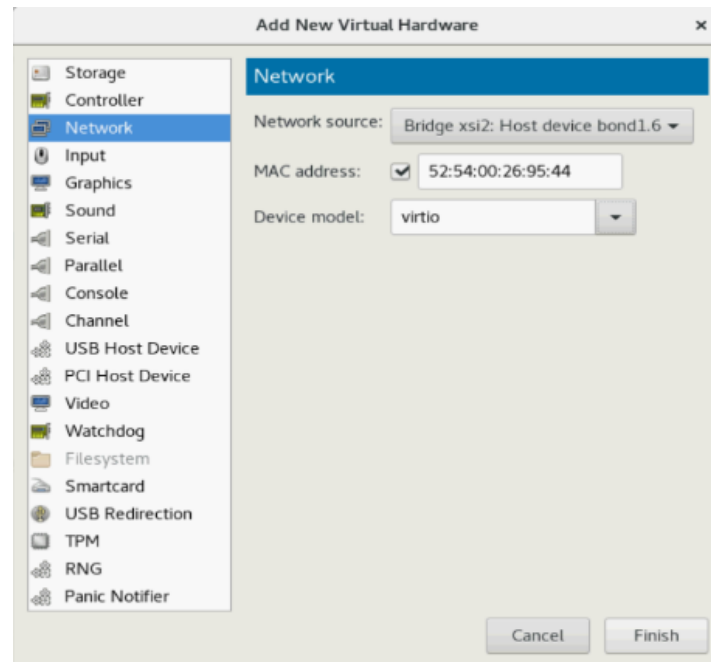 Add New Virtual Hardware ×
Storage
Controller
Network
Input
Graphics
Sound
Serial
Parallel
Console
Channel
USB Host Device
PCI Host Device
Video
Watchdog
Filesystem
Smartcard
USB Redirection
TPM
RNG
Panic Notifier
Network
Network source: Bridge xsi2: Host device bond1.6
MAC address: 52:54:00:26:95:44
Device model: virtio
Cancel Finish